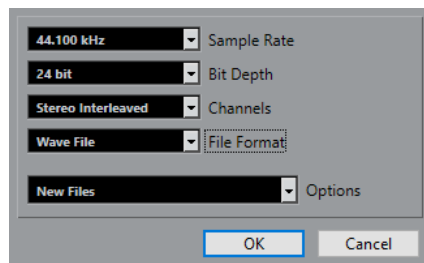 44.100 kHz Sample Rate
24 bit Bit Depth
Stereo Interleaved Channels
Wave File File Format
New Files Options
OK Cancel